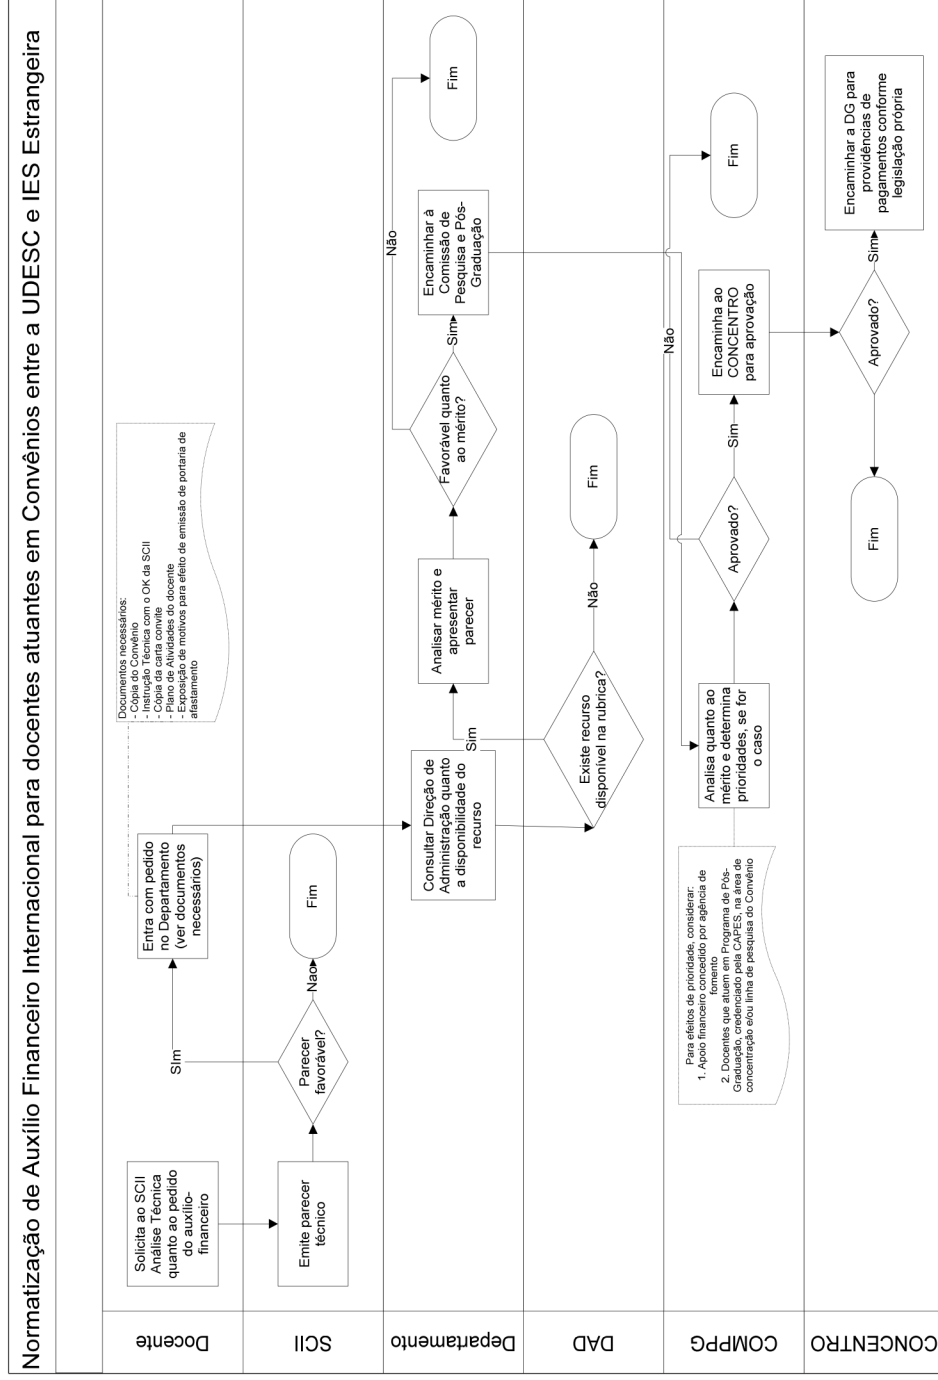 Normatização de Auxílio Financeiro Internacional para docentes atuantes em Convênios entre a UDESC e IES Estrangeira
Docente
Solicita ao SCII
Análise Técnica
quanto ao pedido
do auxílio-
financeiro
SIm
Entra com pedido
no Departamento
(ver documentos
necessários)
Documentos necessários:
- Cópia do Convênio
- Instrução Técnica com o OK da SCII
- Cópia da carta convite
- Plano de Atividades do docente
- Exposição de motivos para efeito de emissão de portaria de
afastamento
SCII
Emite parecer
técnico
Parecer
favorável?
Não
Fim
Departamento
Consultar Direção de
Administração quanto
a disponibilidade do
recurso
Sim
Analisar mérito e
apresentar
parecer
Favorável quanto
ao mérito?
Sim
Não
Encaminhar à
Comissão de
Pesquisa e Pós-
Graduação
Fim
DAD
Existe recurso
disponível na rubrica?
Não
Fim
COMPPG
Para efeitos de prioridade, considerar:
1. Apoio financeiro concedido por agência de
fomento
2. Docentes que atuem em Programa de Pós-
Graduação, credenciado pela CAPES, na área de
concentração e/ou linha de pesquisa do Convênio
Analisa quanto ao
mérito e determina
prioridades, se for
o caso
Aprovado?
Sim
Não
Encaminha ao
CONCENTRO
para aprovação
Fim
CONCENTRO
Fim
Aprovado?
Sim
Encaminhar a DG para
providências de
pagamentos conforme
legislação própria